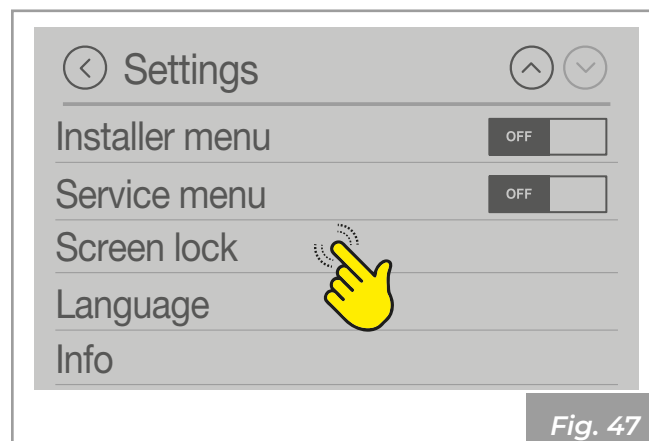 Settings
Installer menu OFF
Service menu OFF
Screen lock
Language
Info
Fig. 47